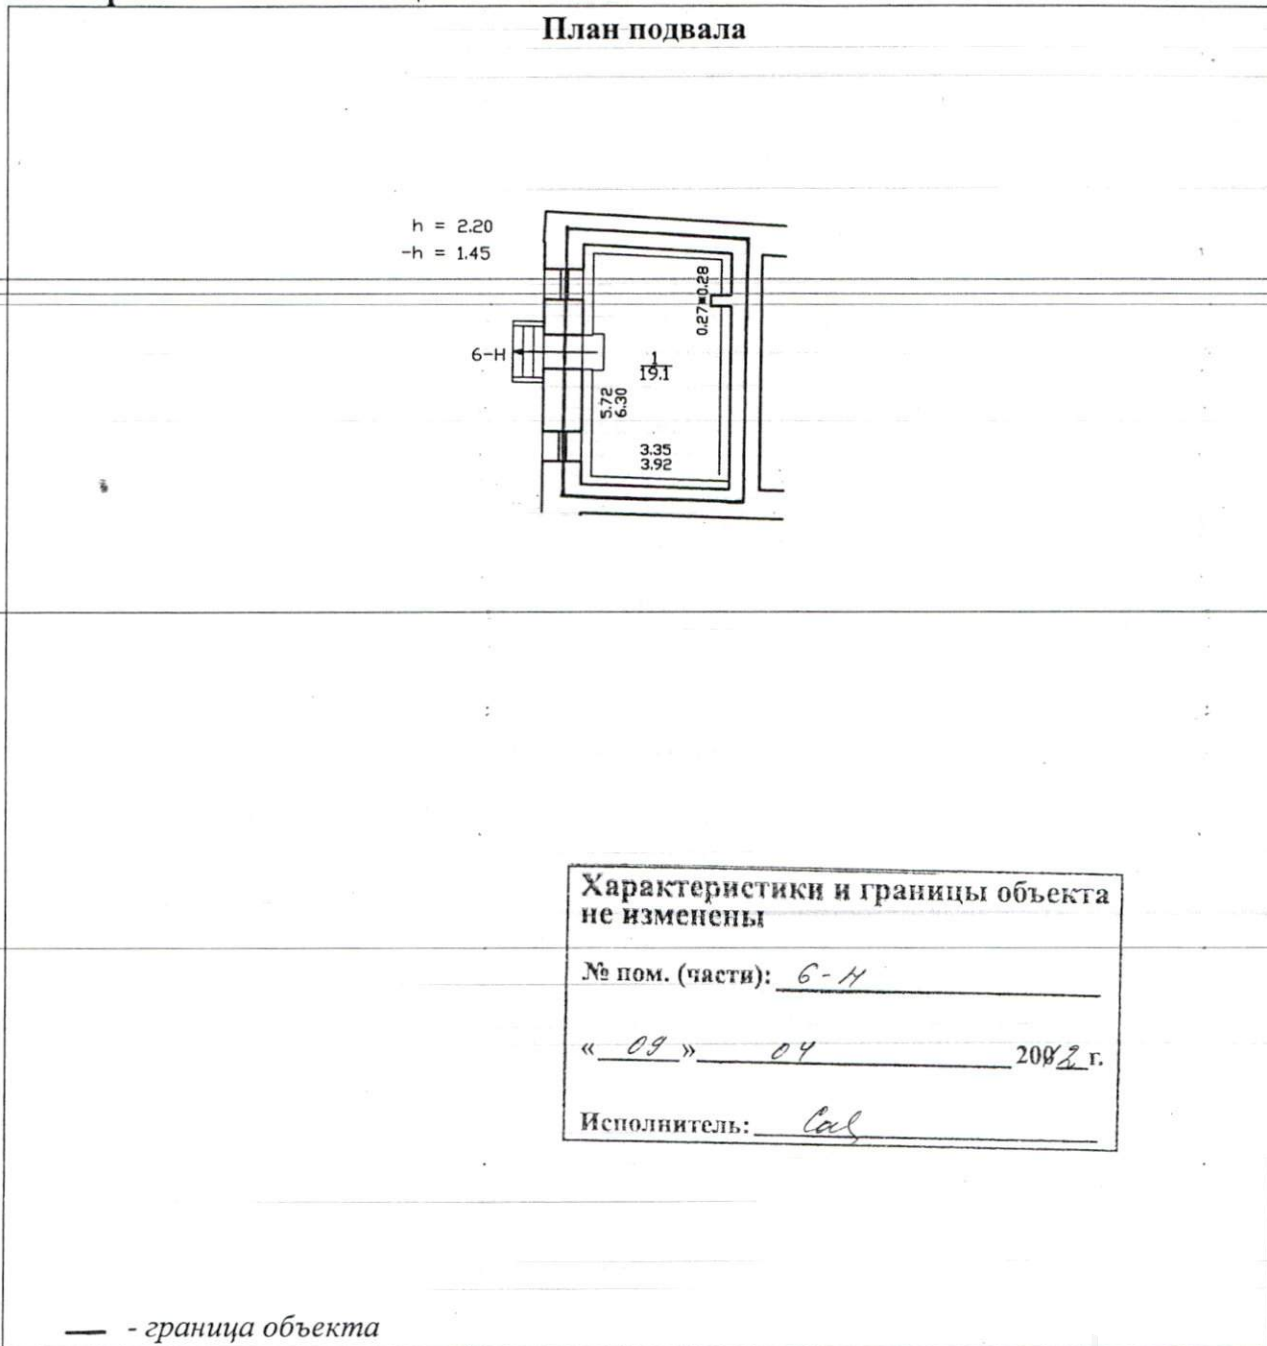 План подвала
h = 2.20
-h = 1.45
0.27*0.28
6-Н
1
19.1
5.72
6.30
3.35
3.92
Характеристики и границы объекта
не изменены
№ пом. (части): 6-Н
« 09 » 04 2012 г.
Исполнитель:
— - граница объекта